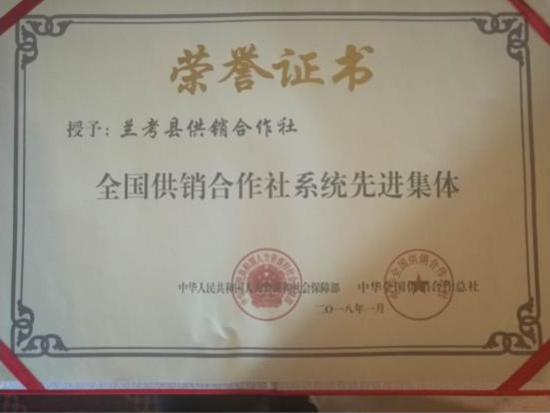 荣誉证书
授予：兰考县供销合作社
全国供销合作社系统先进集体
中华人民共和国人力资源和社会保障部 中华全国供销合作总社
二〇一八年一月